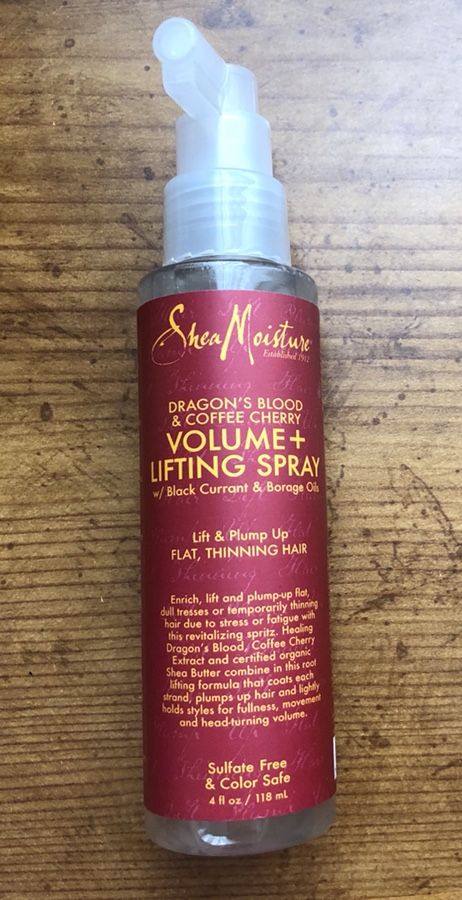 SheaMoisture
Established 1912
DRAGON'S BLOOD
& COFFEE CHERRY
VOLUME+
LIFTING SPRAY
w/ Black Currant & Borage Oils
Lift & Plump Up
FLAT, THINNING HAIR
Enrich, lift and plump-up flat,
dull tresses or temporarily thinning
hair due to stress or fatigue with
this revitalizing spritz. Healing
Dragon's Blood, Coffee Cherry
Extract and certified organic
Shea Butter combine in this root
lifting formula that coats each
strand, plumps up hair and lightly
holds styles for fullness, movement
and head-turning volume.
Sulfate Free
& Color Safe
4 fl oz / 118 mL